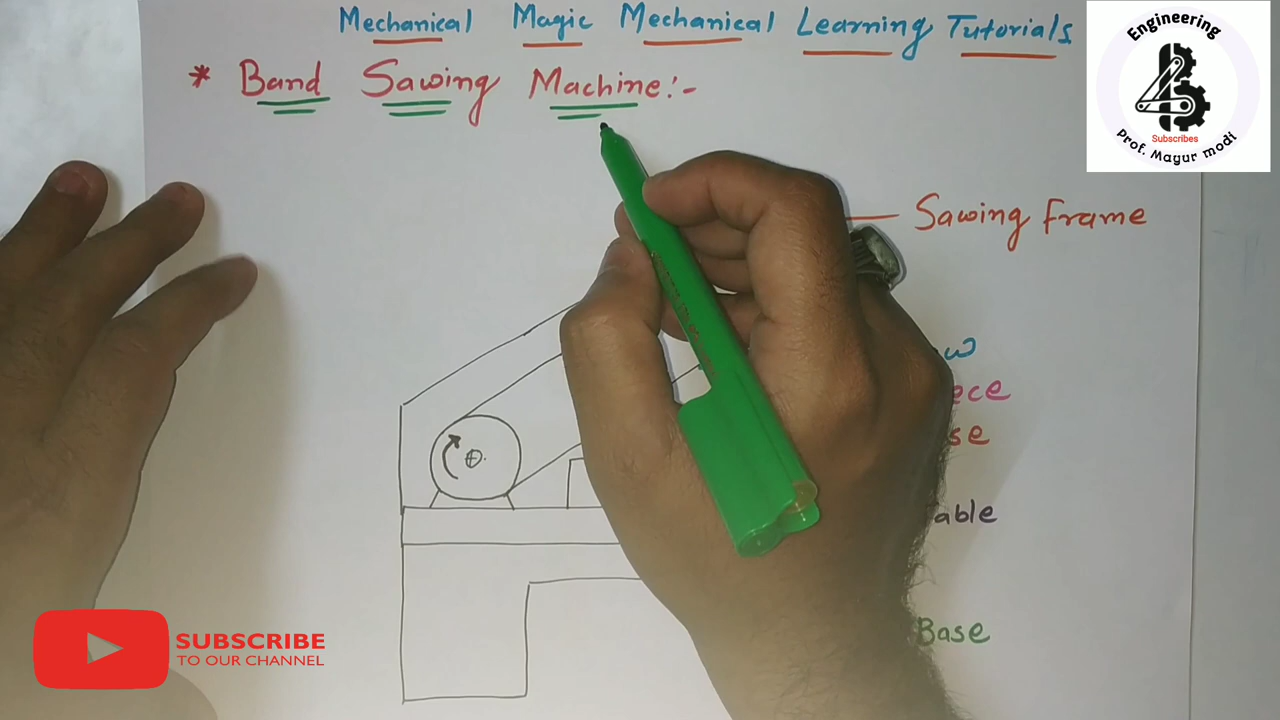 Mechanical Magic Mechanical Learning Tutorials
* Band Sawing Machine:-
Engineering
Subscribes
Prof. Mayur modi
Sawing Frame
Base
SUBSCRIBE
TO OUR CHANNEL